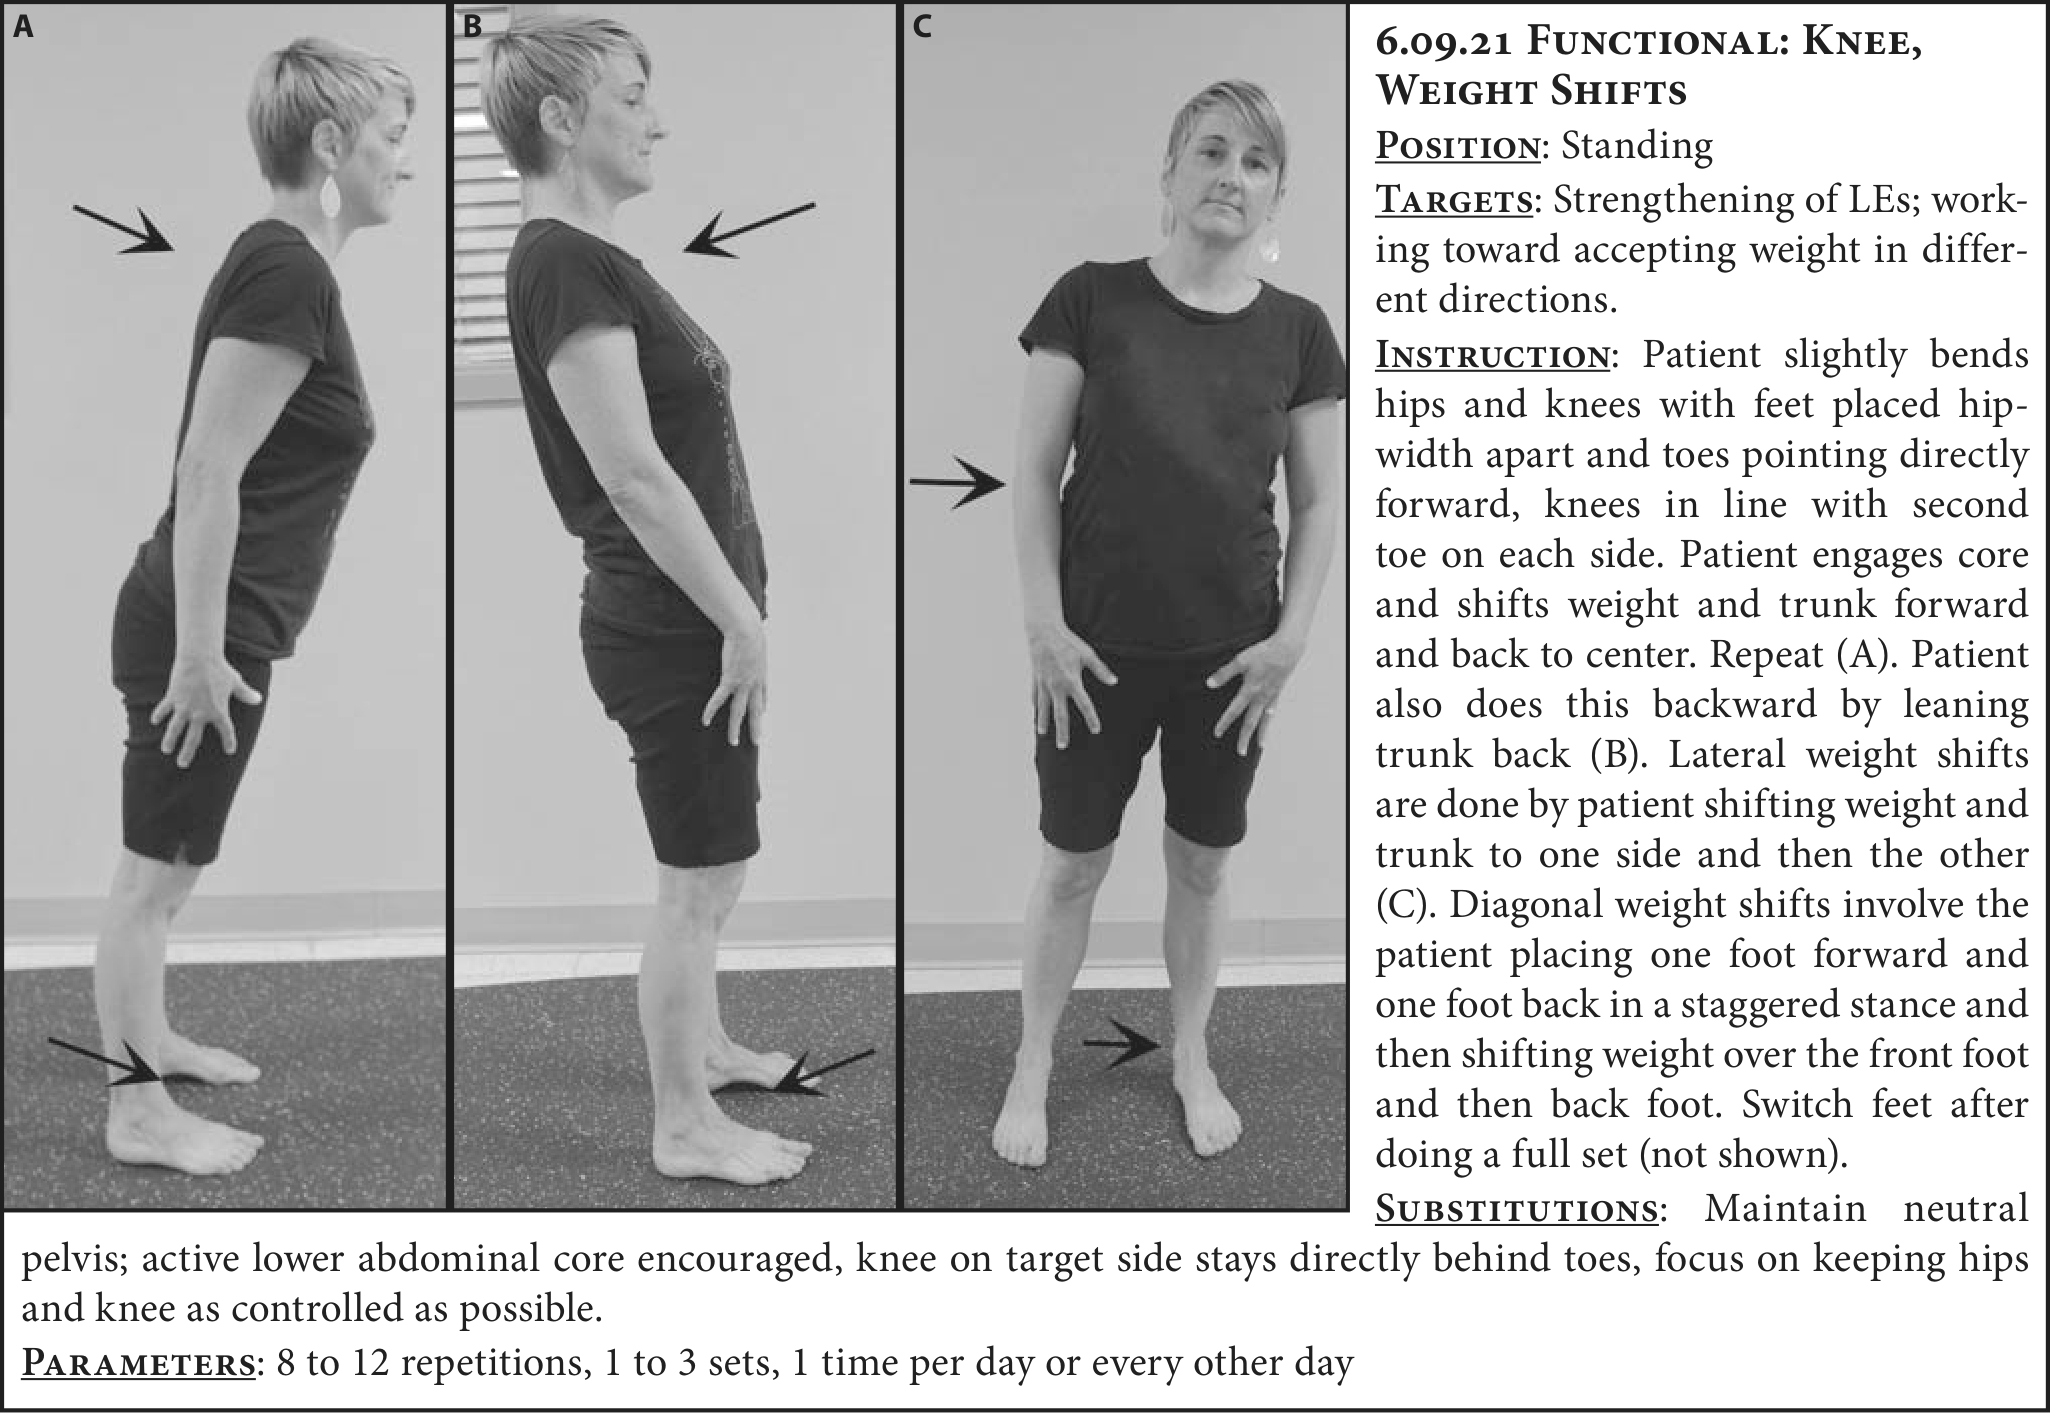 A
B
C
6.09.21 Functional: Knee,
Weight Shifts
Position: Standing
Targets: Strengthening of LEs; work-
ing toward accepting weight in differ-
ent directions.
Instruction: Patient slightly bends
hips and knees with feet placed hip-
width apart and toes pointing directly
forward, knees in line with second
toe on each side. Patient engages core
and shifts weight and trunk forward
and back to center. Repeat (A). Patient
also does this backward by leaning
trunk back (B). Lateral weight shifts
are done by patient shifting weight and
trunk to one side and then the other
(C). Diagonal weight shifts involve the
patient placing one foot forward and
one foot back in a staggered stance and
then shifting weight over the front foot
and then back foot. Switch feet after
doing a full set (not shown).
Substitutions: Maintain neutral
pelvis; active lower abdominal core encouraged, knee on target side stays directly behind toes, focus on keeping hips
and knee as controlled as possible.
Parameters: 8 to 12 repetitions, 1 to 3 sets, 1 time per day or every other day